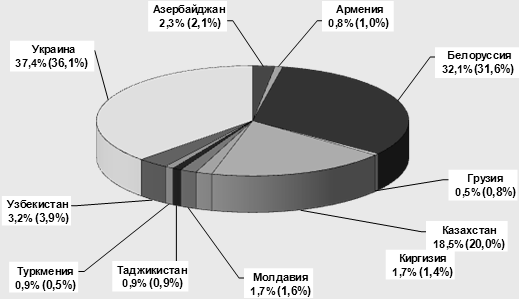 Азербайджан
2,3% (2,1%)
Армения
0,8% (1,0%)
Украина
37,4% (36,1%)
Белоруссия
32,1% (31,6%)
Грузия
0,5% (0,8%)
Узбекистан
3,2% (3,9%)
Казахстан
18,5% (20,0%)
Киргизия
1,7% (1,4%)
Туркмения
0,9% (0,5%)
Таджикистан
0,9% (0,9%)
Молдавия
1,7% (1,6%)